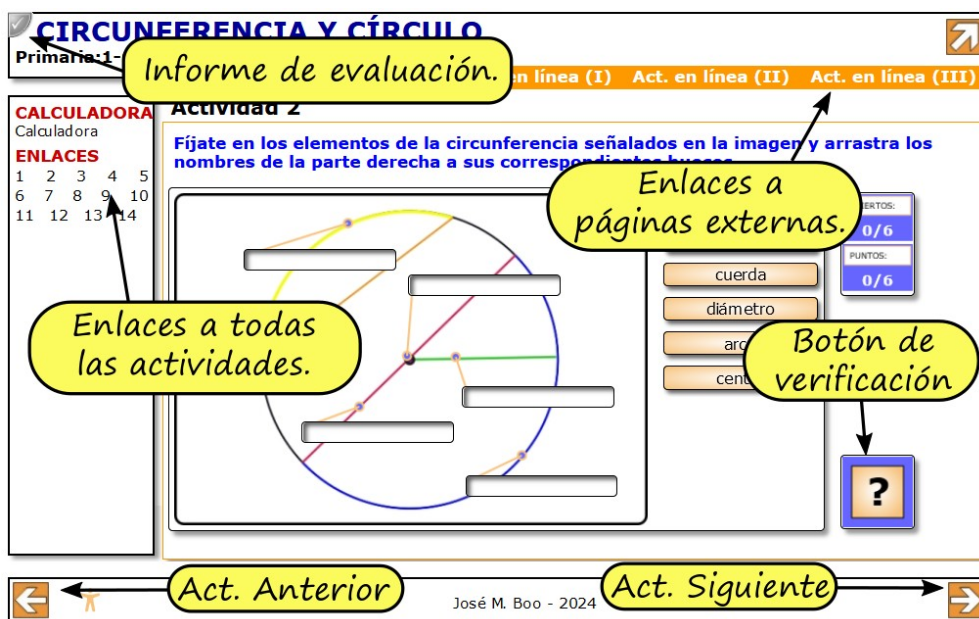 CIRCUNFERENCIA Y CÍRCULO
Primaria:1-
Informe de evaluación.
en línea (I) Act. en línea (II) Act. en línea (III)
CALCULADORA
Calculadora
ENLACES
1 2 3 4 5
6 7 8 9 10
11 12 13 14
Actividad 2
Fíjate en los elementos de la circunferencia señalados en la imagen y arrastra los
nombres de la parte derecha a sus correspondientes huecos.
Enlaces a
páginas externas.
0/6
PUNTOS:
0/6
cuerda
diámetro
Enlaces a todas
las actividades.
Botón de
verificación
?
Act. Anterior
José M. Boo - 2024
Act. Siguiente